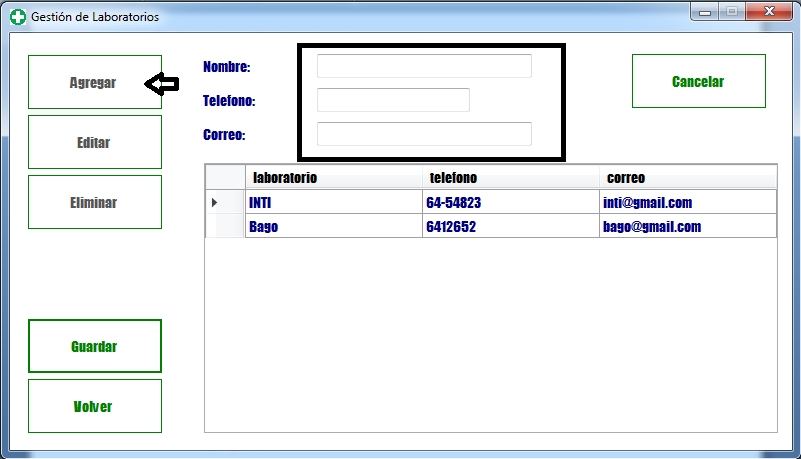 Gestión de Laboratorios
Agregar
Editar
Eliminar
Guardar
Volver
Nombre:
Telefono:
Correo:
Cancelar
laboratorio telefono correo
INTI 64-54823 inti@gmail.com
Bago 6412652 bago@gmail.com